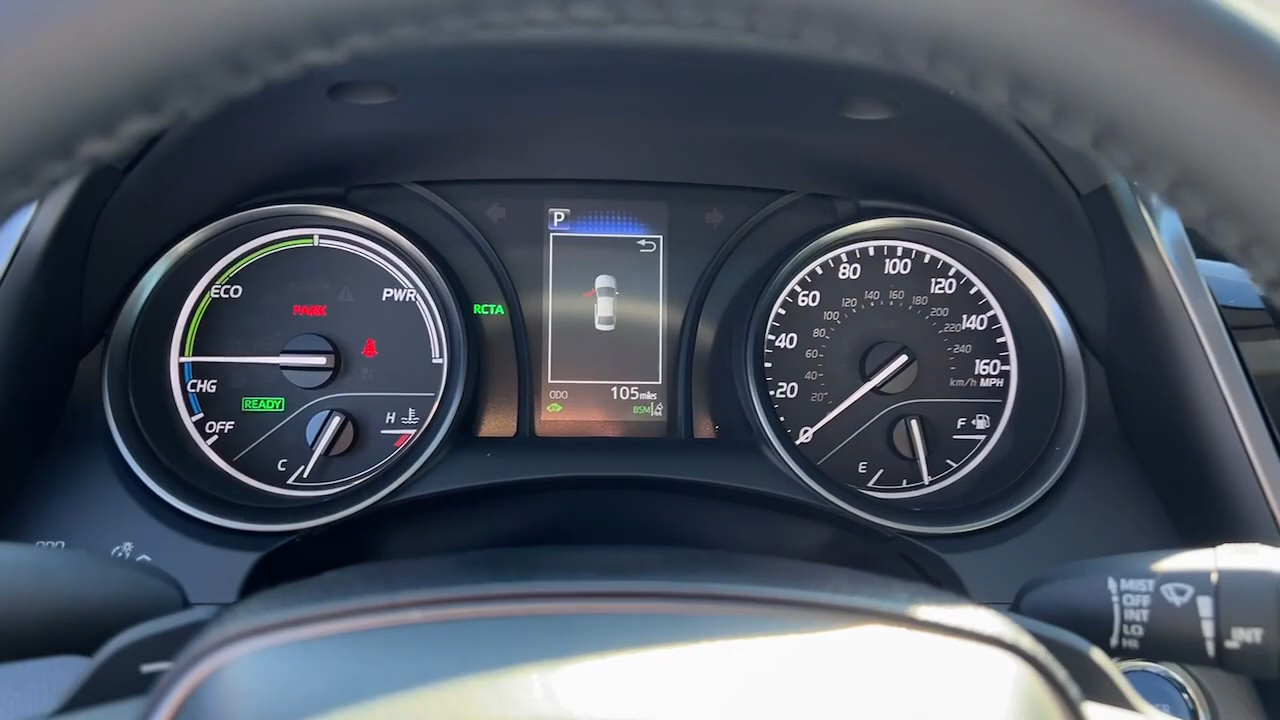 P
ECO
PWR
PARK
CHG
READY
OFF
H
C
RCTA
ODO 105 miles
BSM
0
20
40
60
80
100
120
140
160
20
40
60
80
100
120
140
160
180
200
220
240
km/h MPH
F
E
MIST
OFF
INT
LO
HI
INT